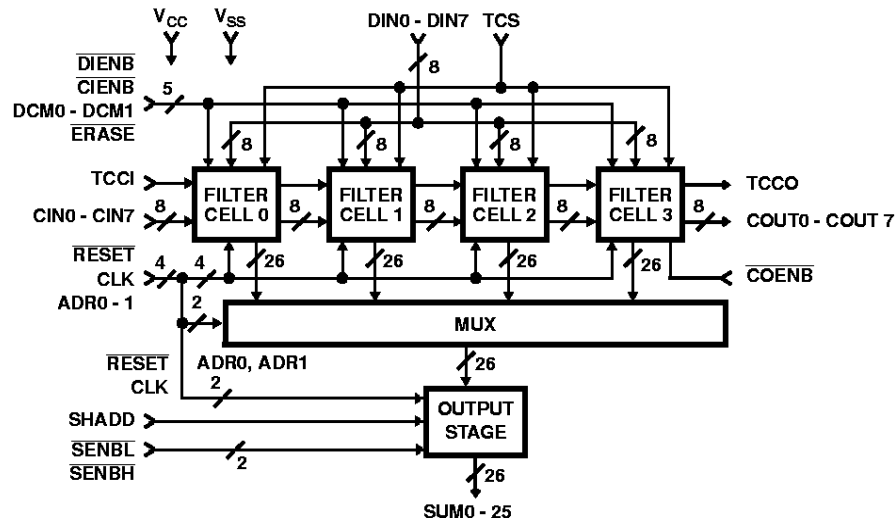 VCC
VSS
DIN0 - DIN7
TCS
DIENB
CIENB
5
8
DCM0 - DCM1
ERASE
8
8
8
8
TCCI
FILTER
CELL 0
FILTER
CELL 1
FILTER
CELL 2
FILTER
CELL 3
TCCO
CIN0 - CIN7
8
8
8
8
8
COUT0 - COUT 7
RESET
CLK
ADR0 - 1
4
4
26
26
26
26
COENB
2
MUX
ADR0, ADR1
26
RESET
CLK
2
SHADD
OUTPUT
STAGE
SENBL
SENBH
2
26
SUM0 - 25